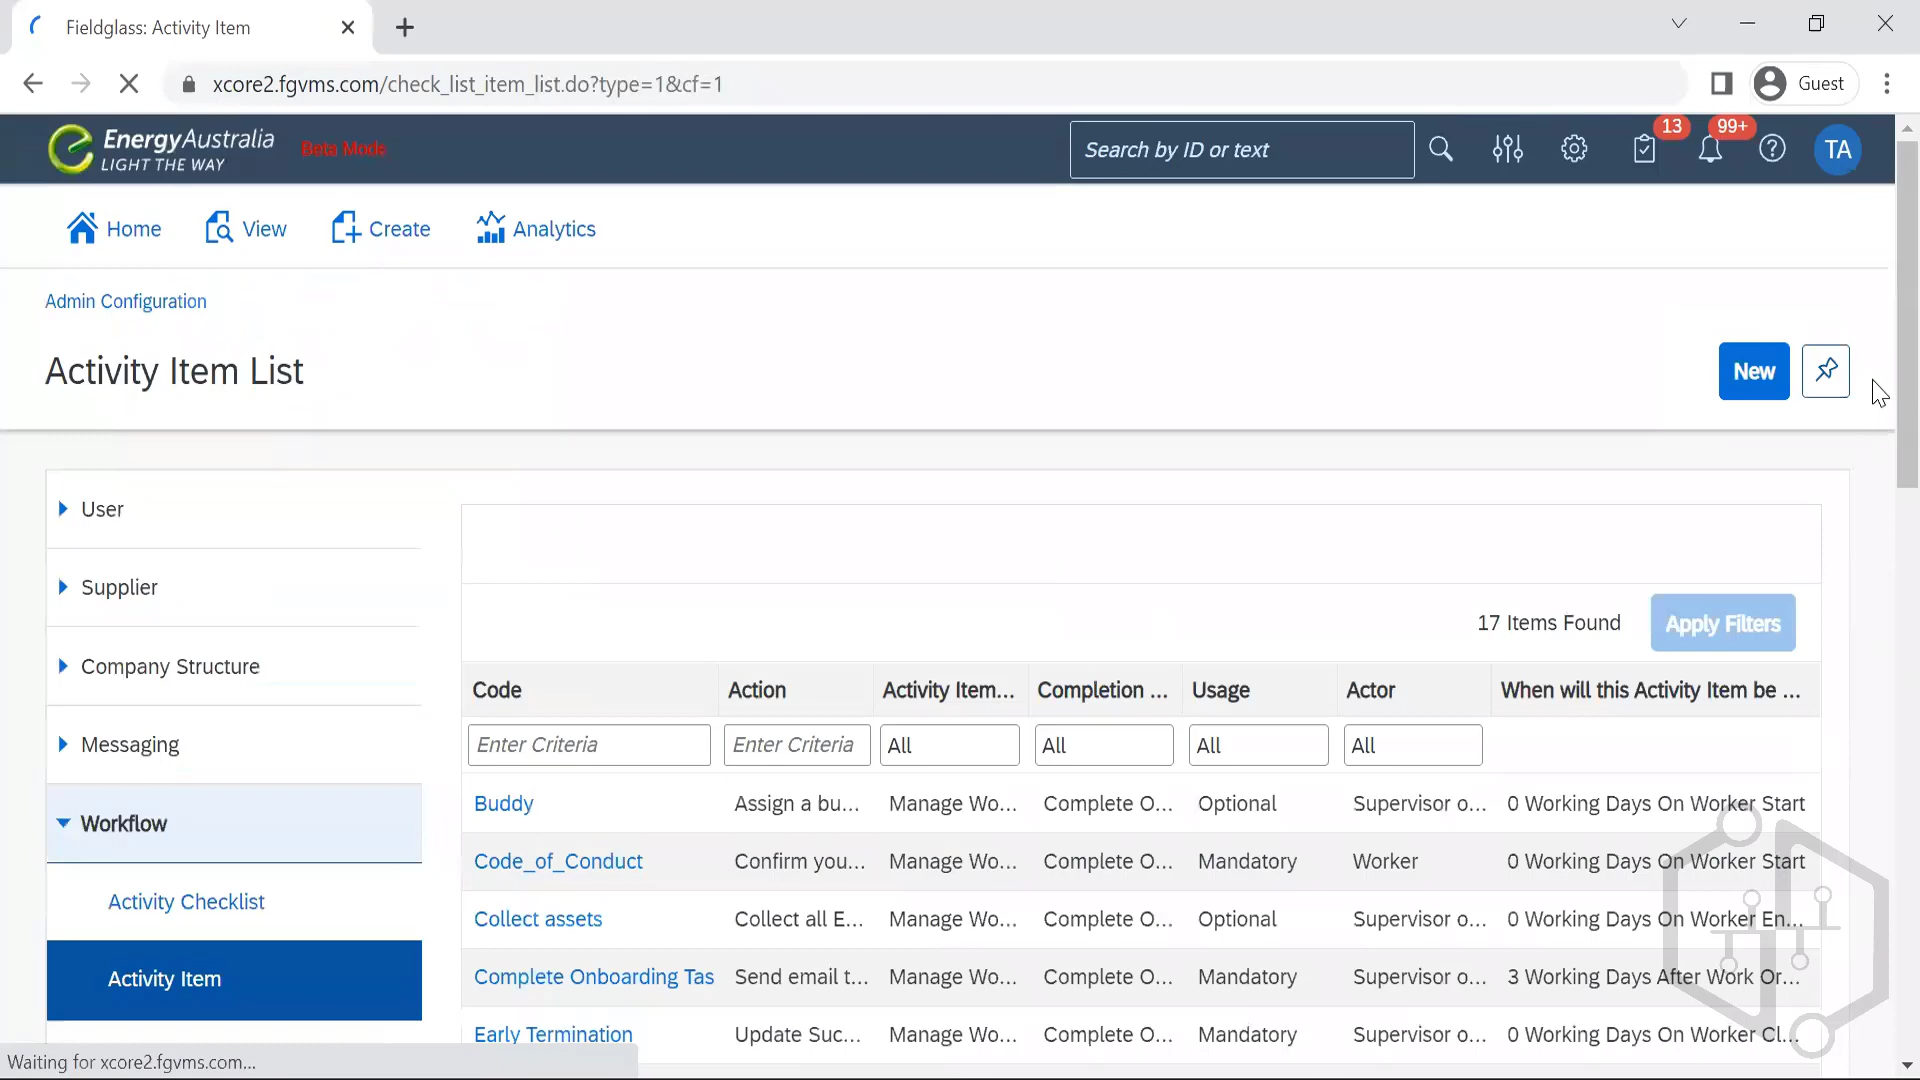 Fieldglass: Activity Item
xcore2.fgvms.com/check_list_item_list.do?type=1&cf=1
Guest
EnergyAustralia
LIGHT THE WAY
Beta Mode
Search by ID or text
13
99+
TA
Home
View
Create
Analytics
Admin Configuration
Activity Item List
New
User
Supplier
Company Structure
Messaging
Workflow
Activity Checklist
Activity Item
17 Items Found
Apply Filters
Code Action Activity Item... Completion ... Usage Actor When will this Activity Item be ...
Enter Criteria Enter Criteria All All All All
Buddy Assign a bu... Manage Wo... Complete O... Optional Supervisor o... 0 Working Days On Worker Start
Code_of_Conduct Confirm you... Manage Wo... Complete O... Mandatory Worker 0 Working Days On Worker Start
Collect assets Collect all E... Manage Wo... Complete O... Optional Supervisor o... 0 Working Days On Worker En...
Complete Onboarding Tas Send email t... Manage Wo... Complete O... Mandatory Supervisor o... 3 Working Days After Work Or...
Early Termination Update Suc... Manage Wo... Complete O... Mandatory Supervisor o... 0 Working Days On Worker Cl...
Waiting for xcore2.fgvms.com...